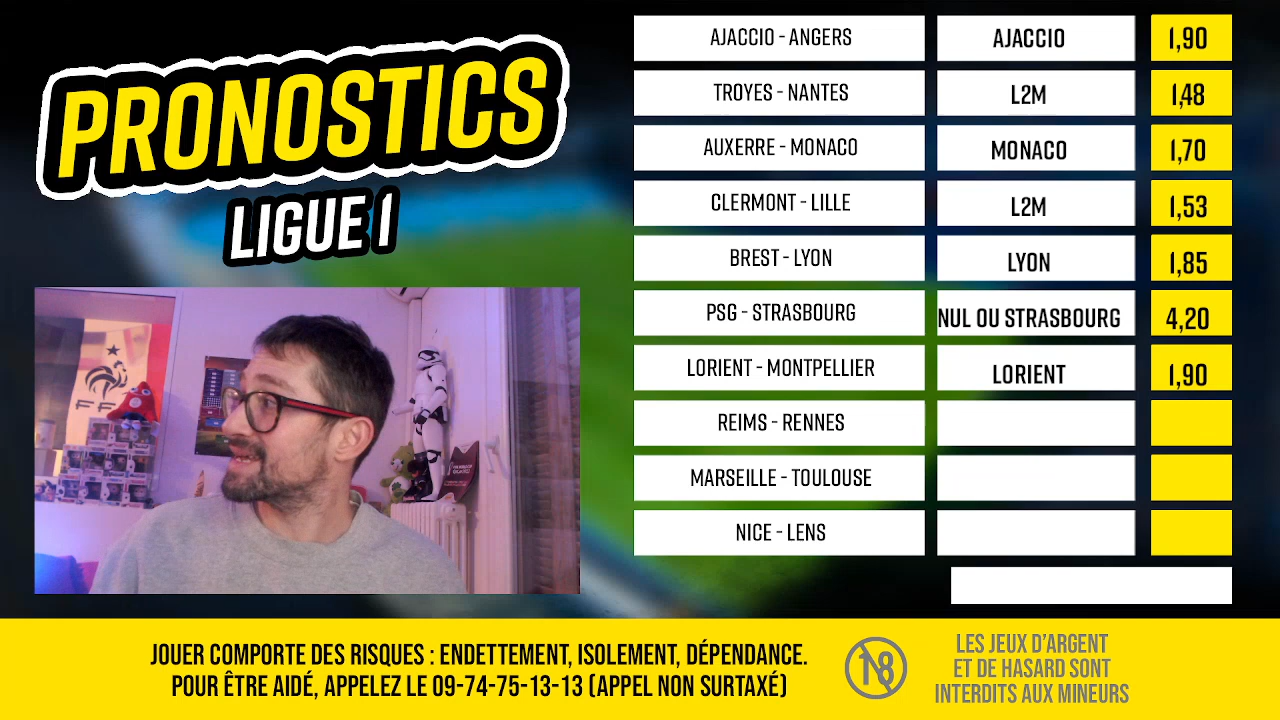 PRONOSTICS
LIGUE 1
FFF
AJACCIO - ANGERS AJACCIO 1,90
TROYES - NANTES L2M 1,48
AUXERRE - MONACO MONACO 1,70
CLERMONT - LILLE L2M 1,53
BREST - LYON LYON 1,85
PSG - STRASBOURG NUL OU STRASBOURG 4,20
LORIENT - MONTPELLIER LORIENT 1,90
REIMS - RENNES
MARSEILLE - TOULOUSE
NICE - LENS
JOUER COMPORTE DES RISQUES : ENDETTEMENT, ISOLEMENT, DÉPENDANCE.
POUR ÊTRE AIDÉ, APPELEZ LE 09-74-75-13-13 (APPEL NON SURTAXÉ)
18
LES JEUX D'ARGENT
ET DE HASARD SONT
INTERDITS AUX MINEURS